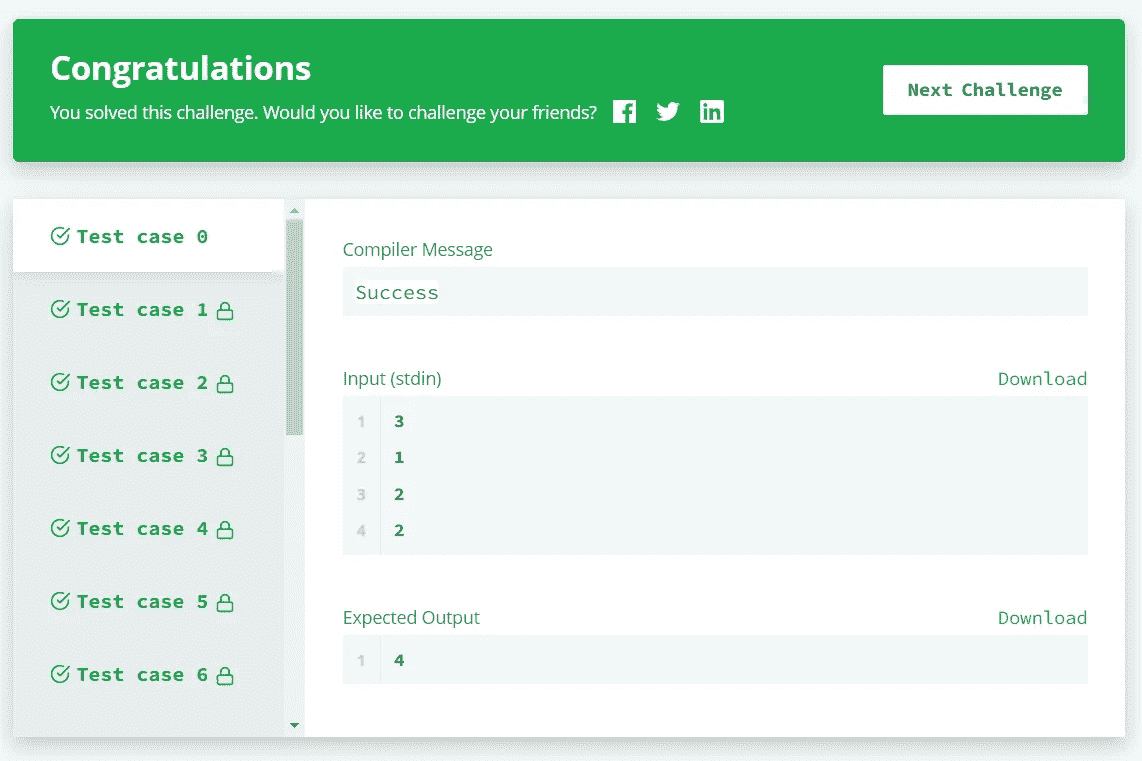 Congratulations
You solved this challenge. Would you like to challenge your friends?
Next Challenge
Test case 0
Test case 1
Test case 2
Test case 3
Test case 4
Test case 5
Test case 6
Compiler Message
Success
Input (stdin) Download
1 3
2 1
3 2
4 2
Expected Output Download
1 4